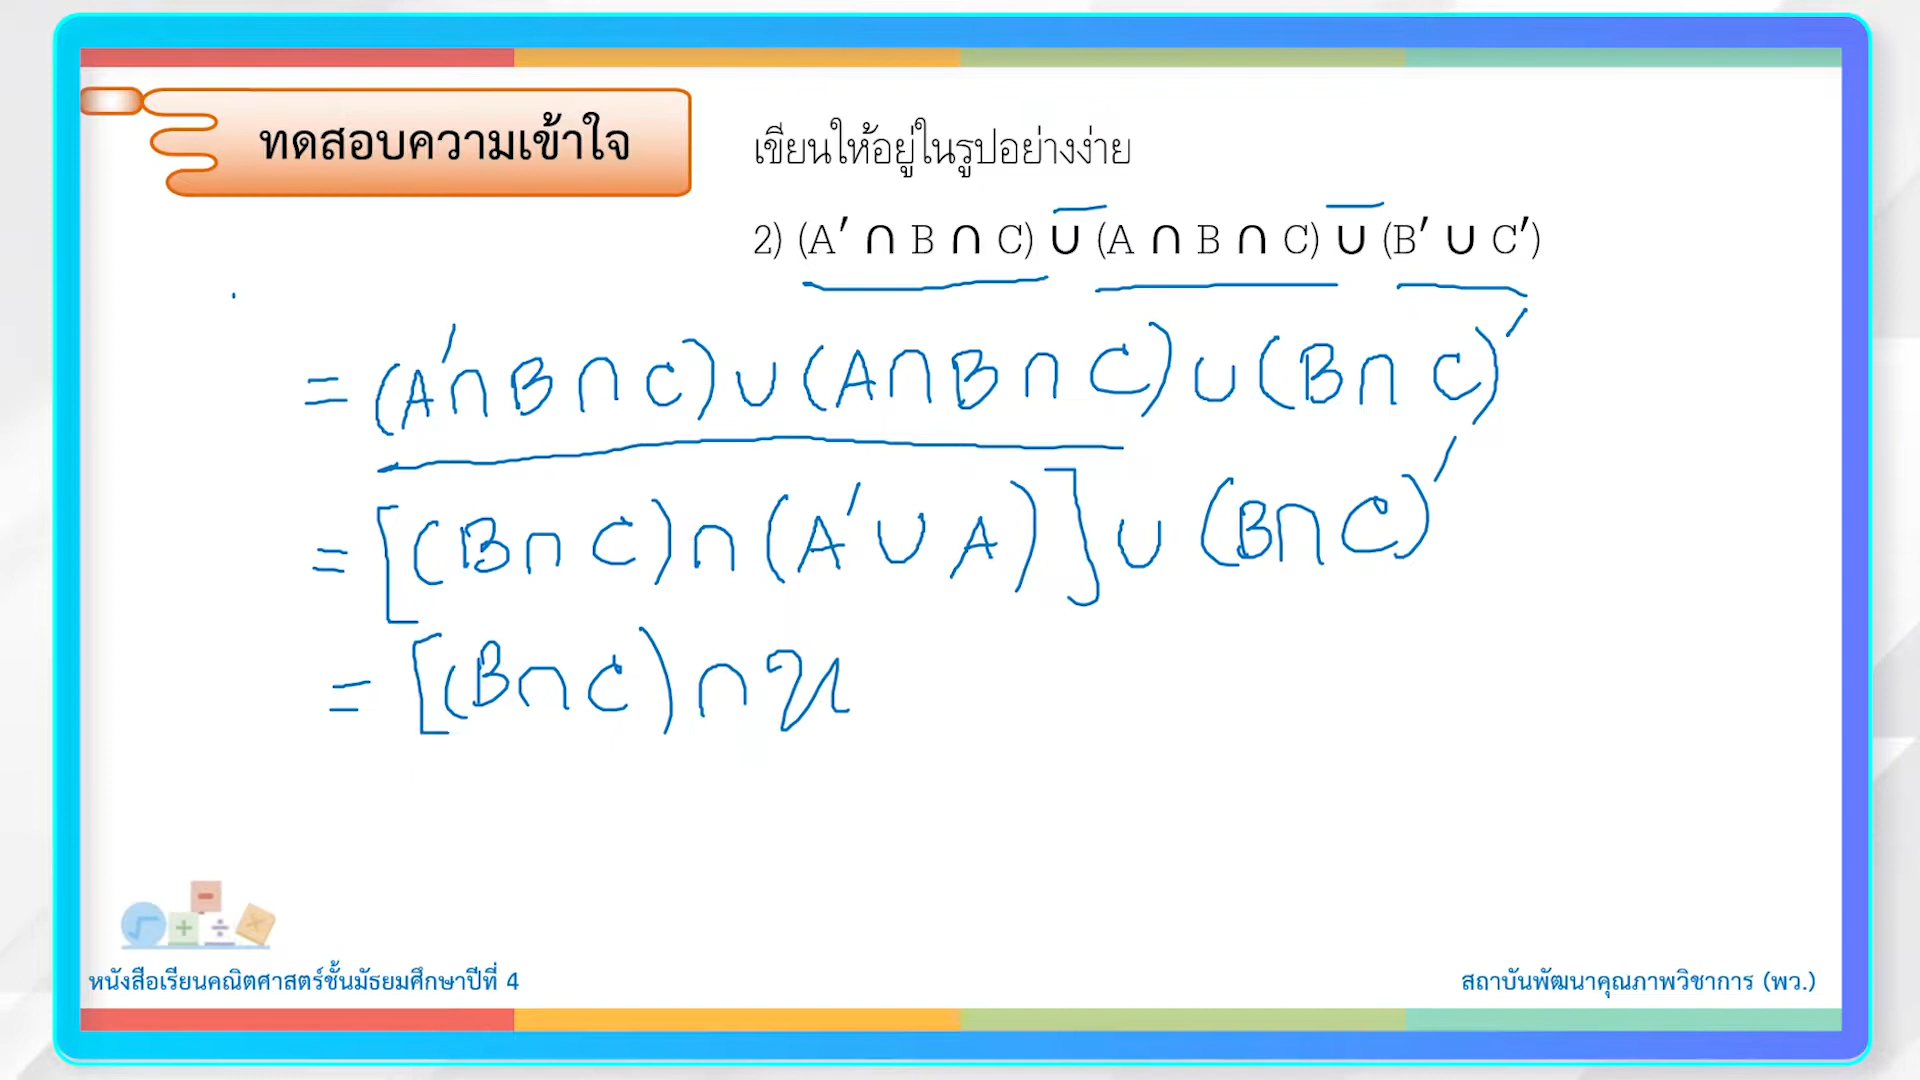 ทดสอบความเข้าใจ
เขียนให้อยู่ในรูปอย่างง่าย
2) (A′ ∩ B ∩ C) ∪ (A ∩ B ∩ C) ∪ (B′ ∪ C′)
= (A′∩B∩C)∪(A∩B∩C)∪(B∩C)′
= [(B∩C)∩(A′∪A)]∪(B∩C)′
= [(B∩C)∩𝒰
หนังสือเรียนคณิตศาสตร์ชั้นมัธยมศึกษาปีที่ 4
สถาบันพัฒนาคุณภาพวิชาการ (พว.)